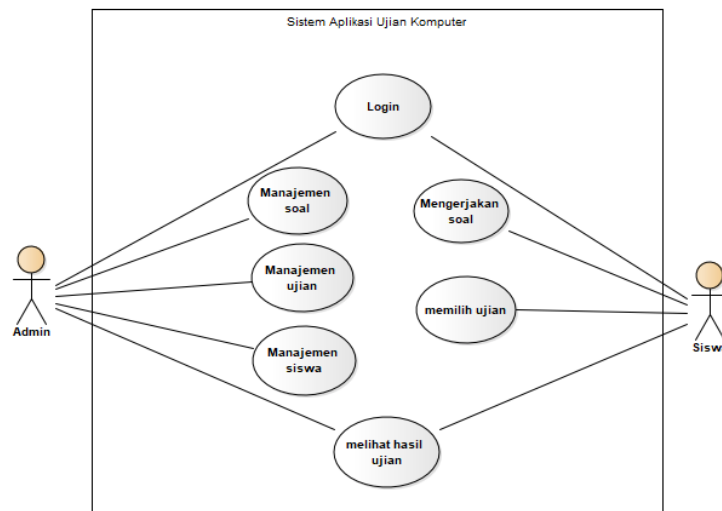 Sistem Aplikasi Ujian Komputer
Login
Manajemen
soal
Mengerjakan
soal
Manajemen
ujian
memilih ujian
Admin
Siswa
Manajemen
siswa
melihat hasil
ujian